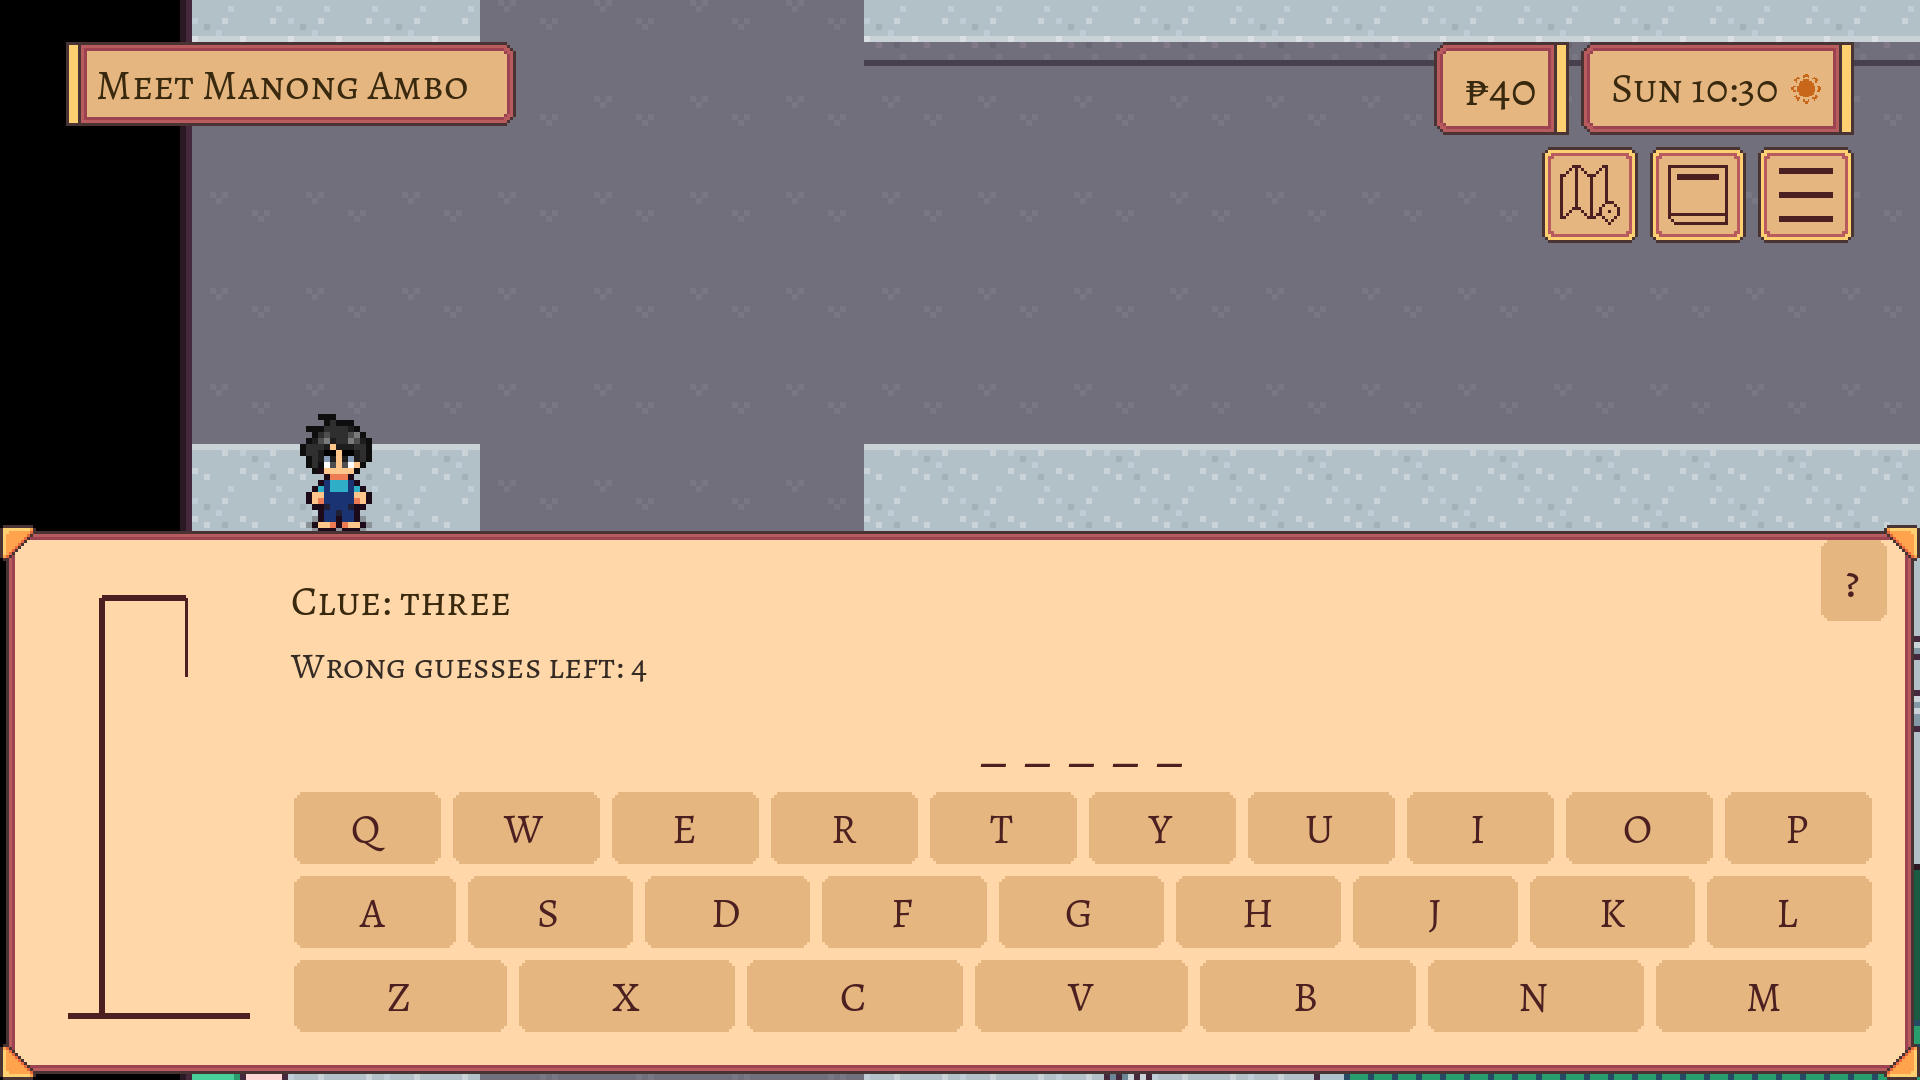 Meet Manong Ambo
₱40
Sun 10:30
Clue: three
?
Wrong guesses left: 4
_ _ _ _ _
Q W E R T Y U I O P
A S D F G H J K L
Z X C V B N M